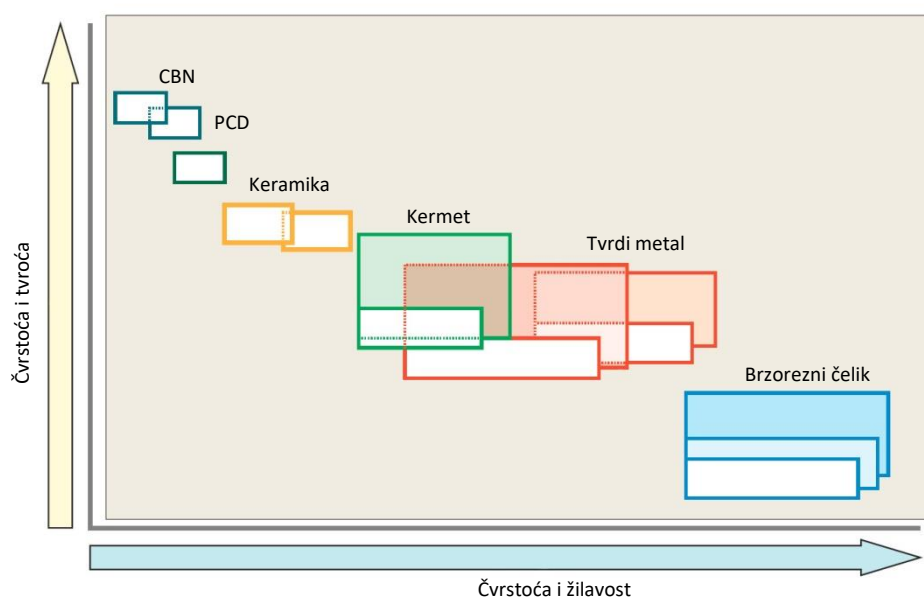 CBN
PCD
Keramika
Kermet
Tvrdi metal
Brzorezni čelik
Čvrstoća i tvroća
Čvrstoća i žilavost